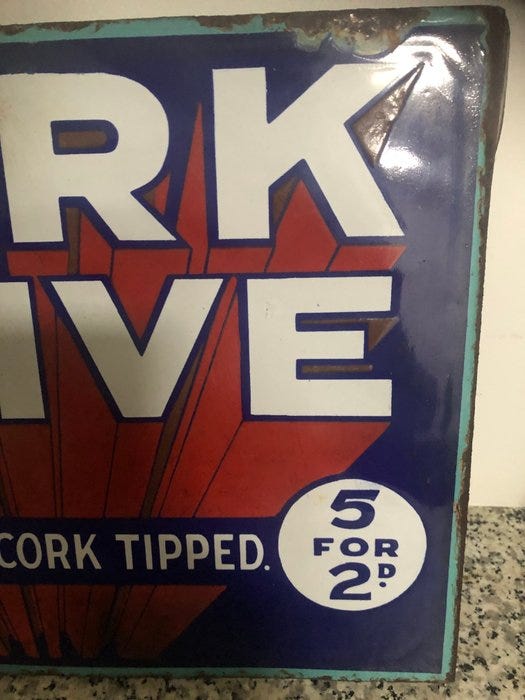 RK
IVE
CORK TIPPED.
5
FOR
2D.